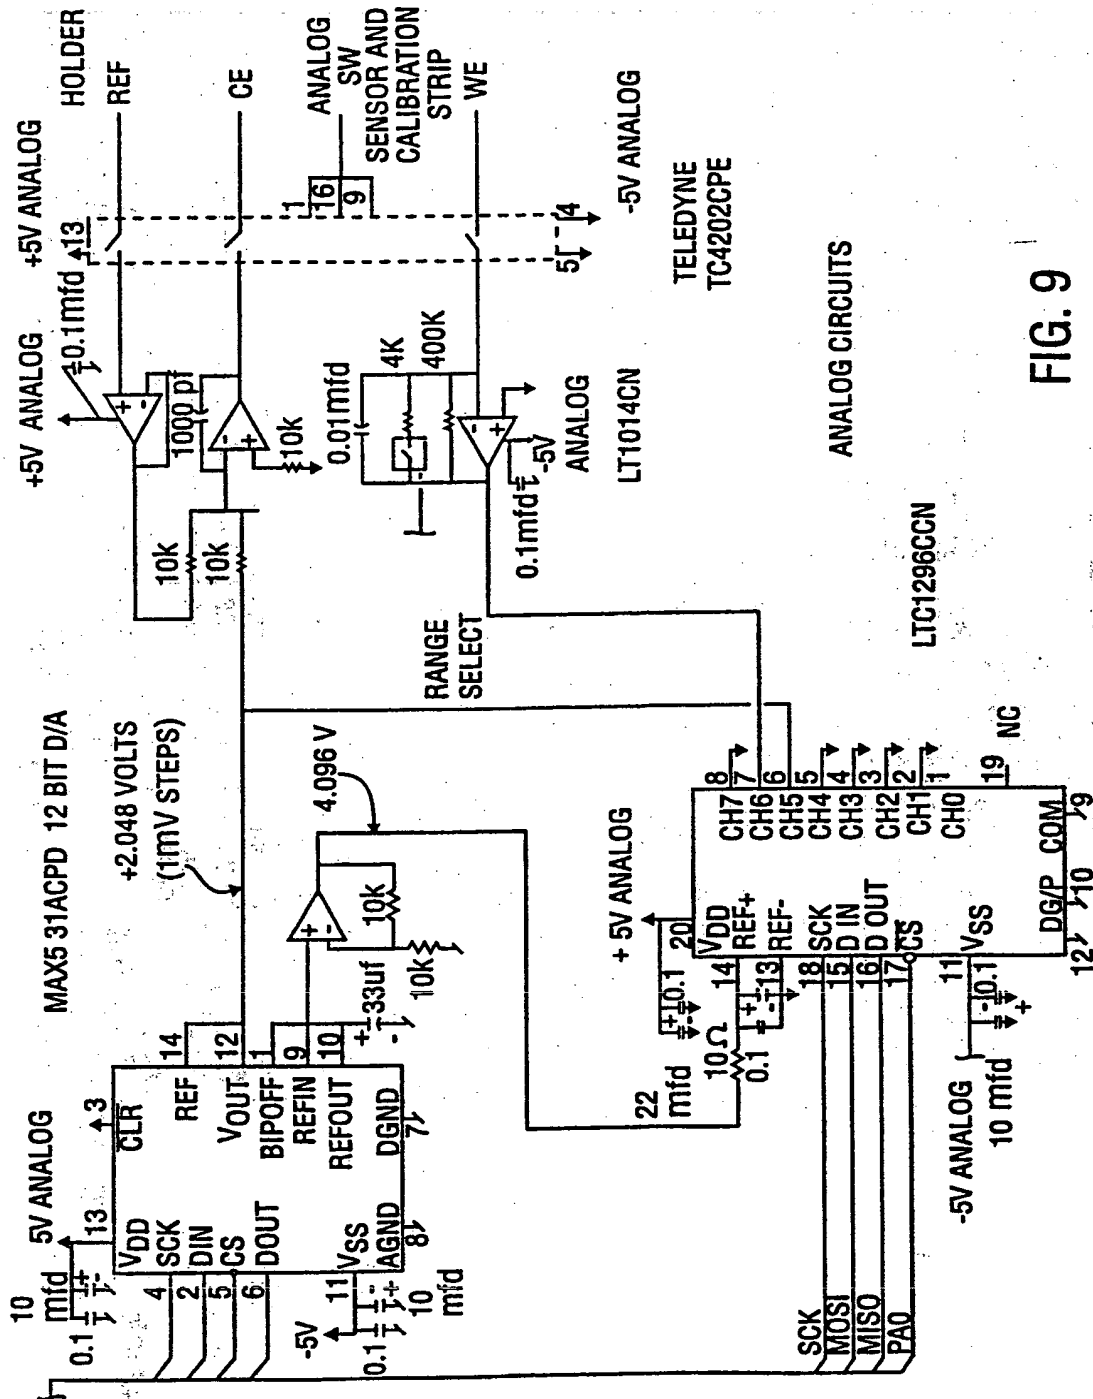 HOLDER
REF
CE
ANALOG
SW
SENSOR AND
CALIBRATION
STRIP
WE
+5V ANALOG
13
1
16
9
5
4
-5V ANALOG
TELEDYNE
TC4202CPE
+5V ANALOG
0.1mfd
+
-
1000 pf
-
+
10k
10k
10k
0.01mfd
4K
400K
-
+
-5V
ANALOG
0.1mfd
LT1014CN
ANALOG CIRCUITS
FIG. 9
RANGE
SELECT
LTC1296CCN
MAX5 31ACPD 12 BIT D/A
+2.048 VOLTS
(1mV STEPS)
4.096 V
+
-
10k
10k
33uf
+
-
5V ANALOG
10
mfd
+
-
0.1
13
3
14
12
1
9
10
7
8
11
6
5
2
4
VDD
SCK
DIN
CS
DOUT
VSS
AGND
DGND
CLR
REF
VOUT
BIPOFF
REFIN
REFOUT
-5V
0.1
-
+
10
mfd
+ 5V ANALOG
+
-
0.1
22
mfd
10Ω
0.1
+
-
20
14
13
18
15
16
17
11
12
10
9
VDD
REF+
REF-
SCK
D IN
D OUT
CS
VSS
DG/P
COM
CH7
CH6
CH5
CH4
CH3
CH2
CH1
CH0
8
7
6
5
4
3
2
1
19
NC
-5V ANALOG
10 mfd
-
0.1
+
SCK
MOSI
MISO
PA0